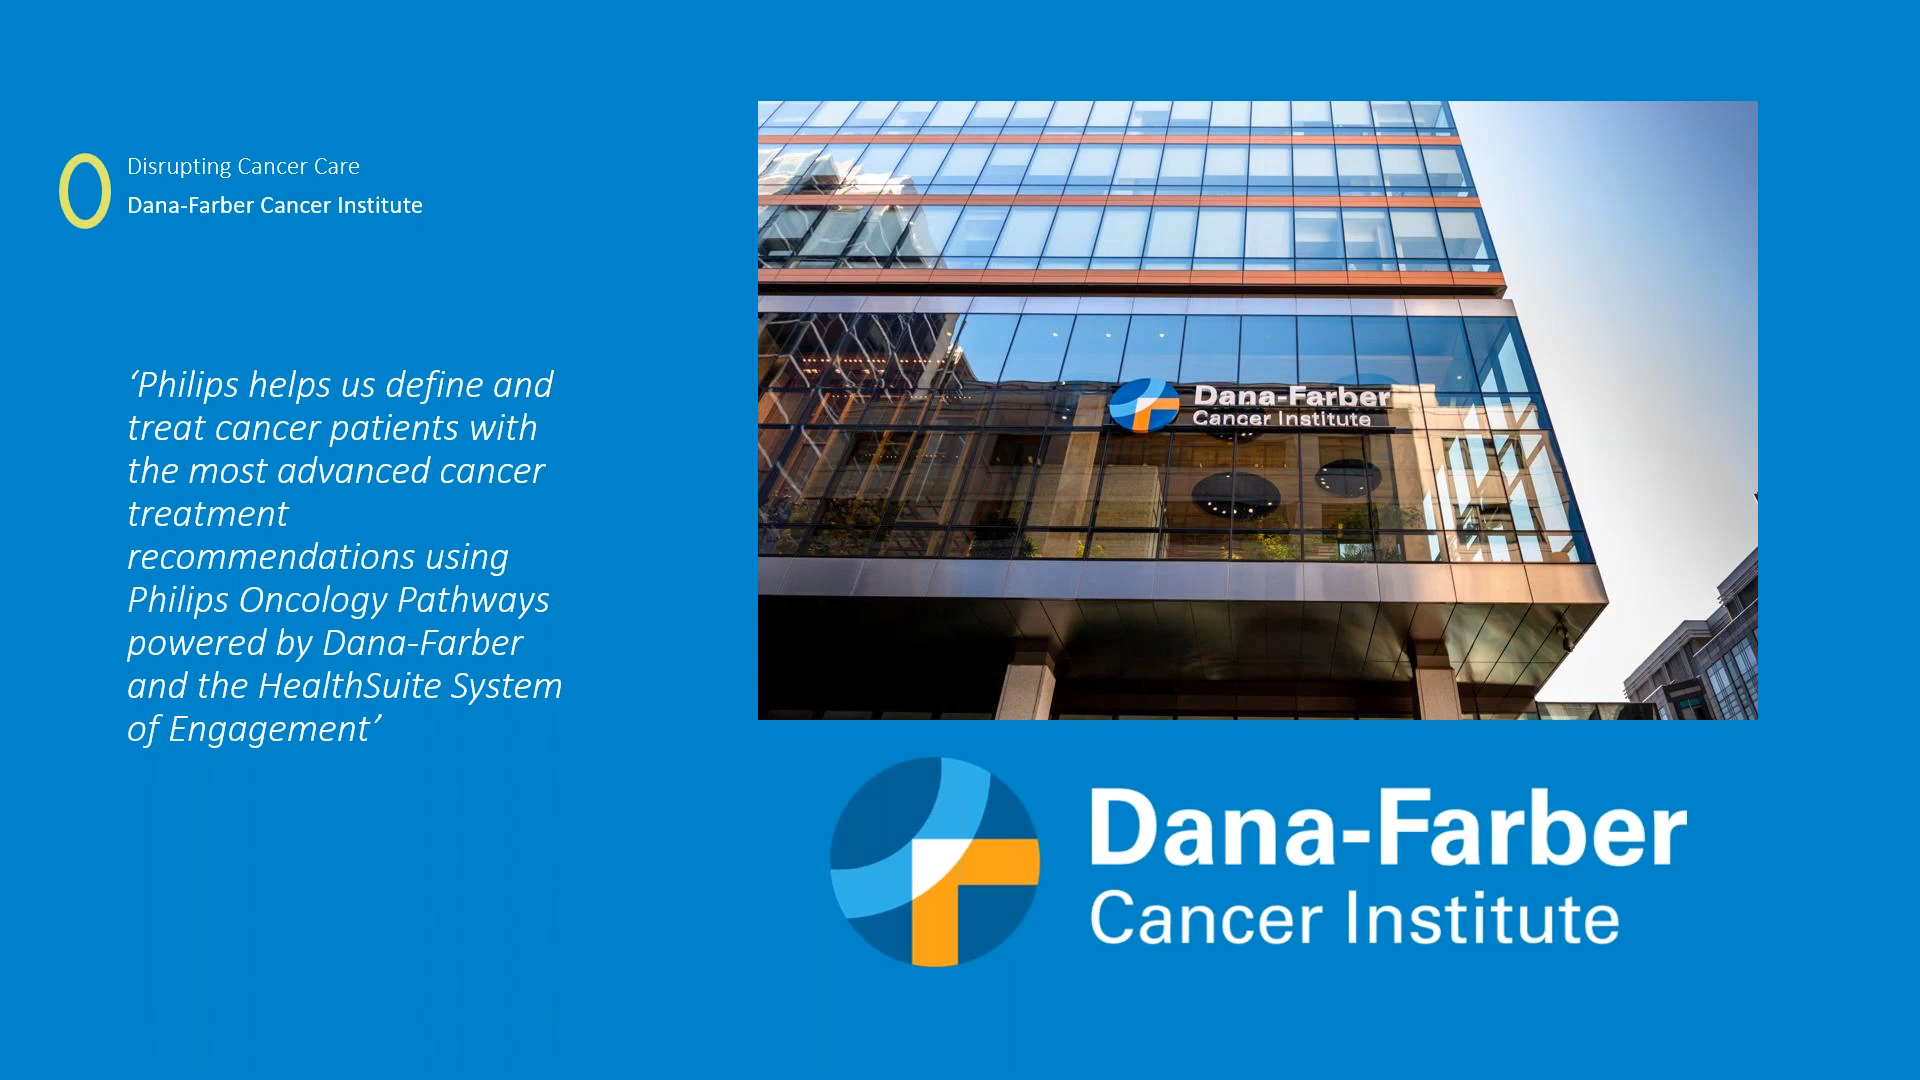 Disrupting Cancer Care
Dana-Farber Cancer Institute
‘Philips helps us define and
treat cancer patients with
the most advanced cancer
treatment
recommendations using
Philips Oncology Pathways
powered by Dana-Farber
and the HealthSuite System
of Engagement’
Dana-Farber
Cancer Institute
Dana-Farber
Cancer Institute